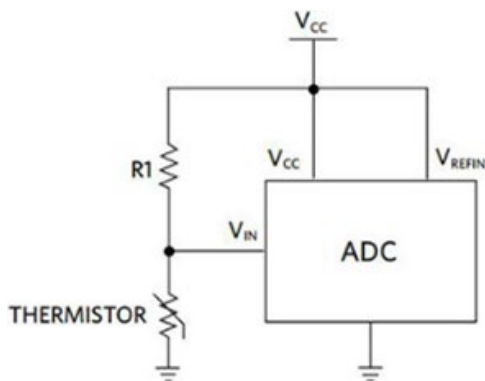 VCC
R1
VCC
VREFIN
VIN
ADC
THERMISTOR